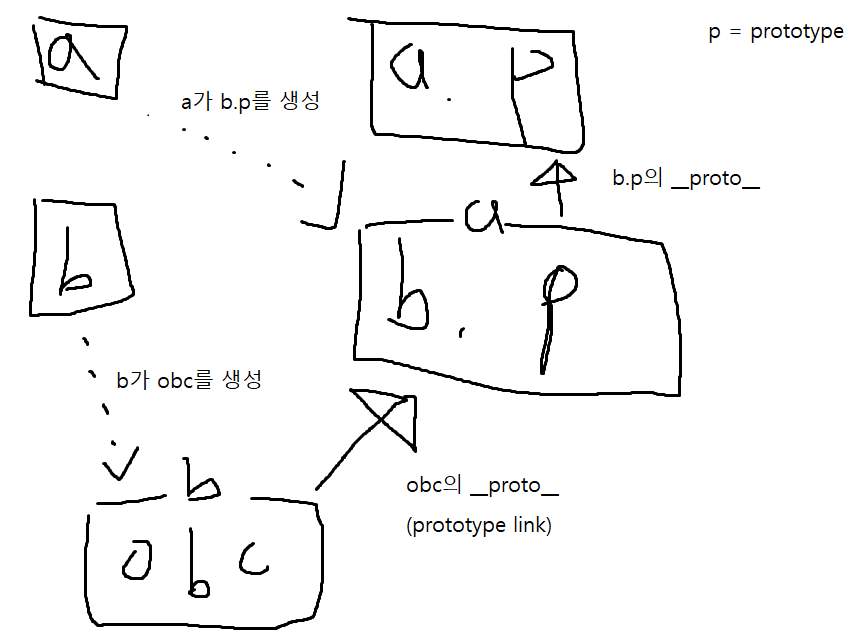 a
a . p
p = prototype
a가 b.p를 생성
b.p의 __proto__
a
b
b . p
b가 obc를 생성
b
obc의 __proto__
(prototype link)
obc